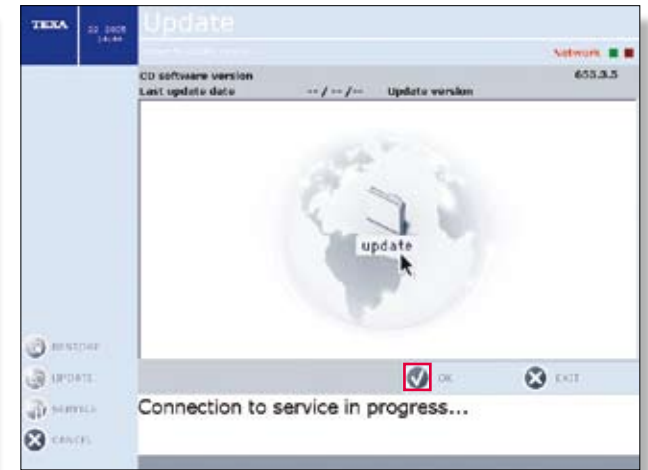 TEXA
Update
Network
CD software version 653.3.5
Last update date --/--/-- Update version
update
RESTORE
OK
EXIT
UPDATE
SERVICE
Connection to service in progress...
CANCEL